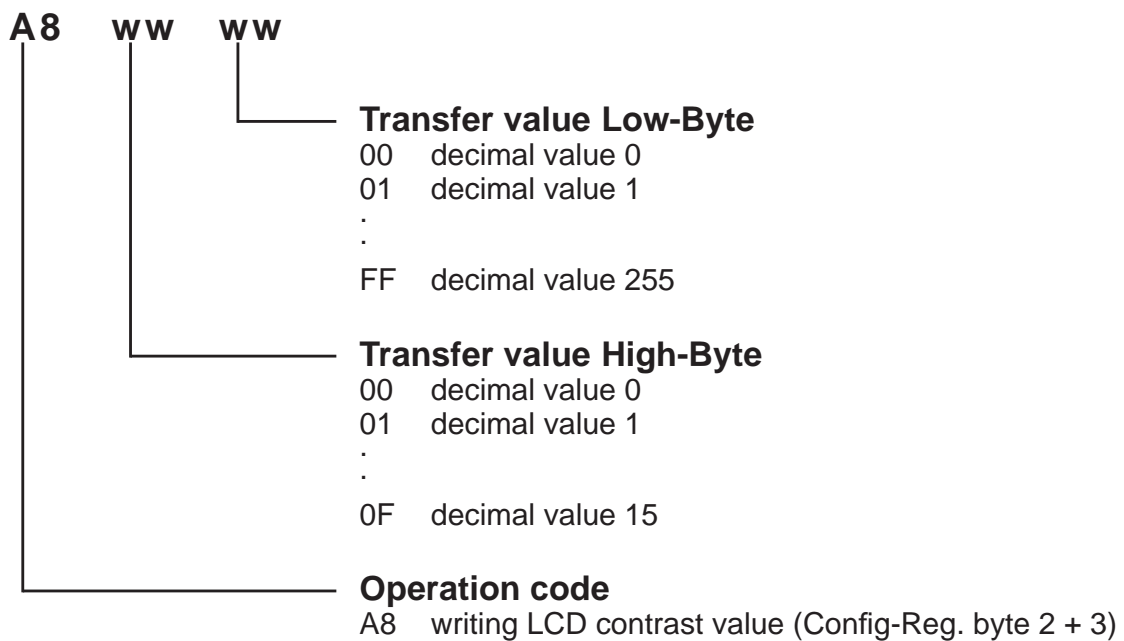 A8 ww ww
Transfer value Low-Byte
00 decimal value 0
01 decimal value 1
.
.
FF decimal value 255
Transfer value High-Byte
00 decimal value 0
01 decimal value 1
.
.
0F decimal value 15
Operation code
A8 writing LCD contrast value (Config-Reg. byte 2 + 3)